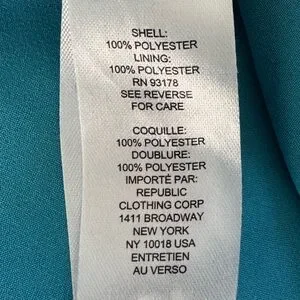 SHELL:
100% POLYESTER
LINING:
100% POLYESTER
RN 93178
SEE REVERSE
FOR CARE
COQUILLE:
100% POLYESTER
DOUBLURE:
100% POLYESTER
IMPORTÉ PAR:
REPUBLIC
CLOTHING CORP
1411 BROADWAY
NEW YORK
NY 10018 USA
ENTRETIEN
AU VERSO